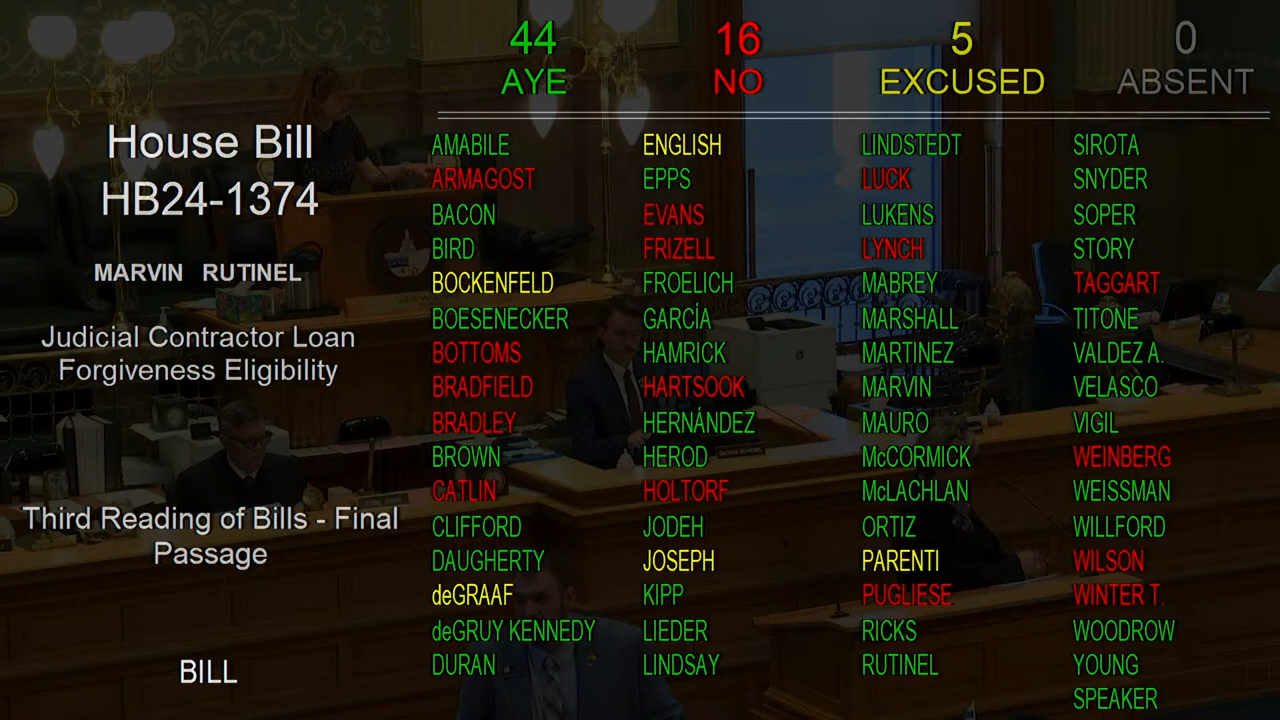 44 16 5 0
AYE NO EXCUSED ABSENT
House Bill
HB24-1374
MARVIN RUTINEL
Judicial Contractor Loan
Forgiveness Eligibility
Third Reading of Bills - Final
Passage
BILL
AMABILE
ARMAGOST
BACON
BIRD
BOCKENFELD
BOESENECKER
BOTTOMS
BRADFIELD
BRADLEY
BROWN
CATLIN
CLIFFORD
DAUGHERTY
deGRAAF
deGRUY KENNEDY
DURAN
ENGLISH
EPPS
EVANS
FRIZELL
FROELICH
GARCÍA
HAMRICK
HARTSOOK
HERNÁNDEZ
HEROD
HOLTORF
JODEH
JOSEPH
KIPP
LIEDER
LINDSAY
LINDSTEDT
LUCK
LUKENS
LYNCH
MABREY
MARSHALL
MARTINEZ
MARVIN
MAURO
McCORMICK
McLACHLAN
ORTIZ
PARENTI
PUGLIESE
RICKS
RUTINEL
SIROTA
SNYDER
SOPER
STORY
TAGGART
TITONE
VALDEZ A.
VELASCO
VIGIL
WEINBERG
WEISSMAN
WILLFORD
WILSON
WINTER T.
WOODROW
YOUNG
SPEAKER